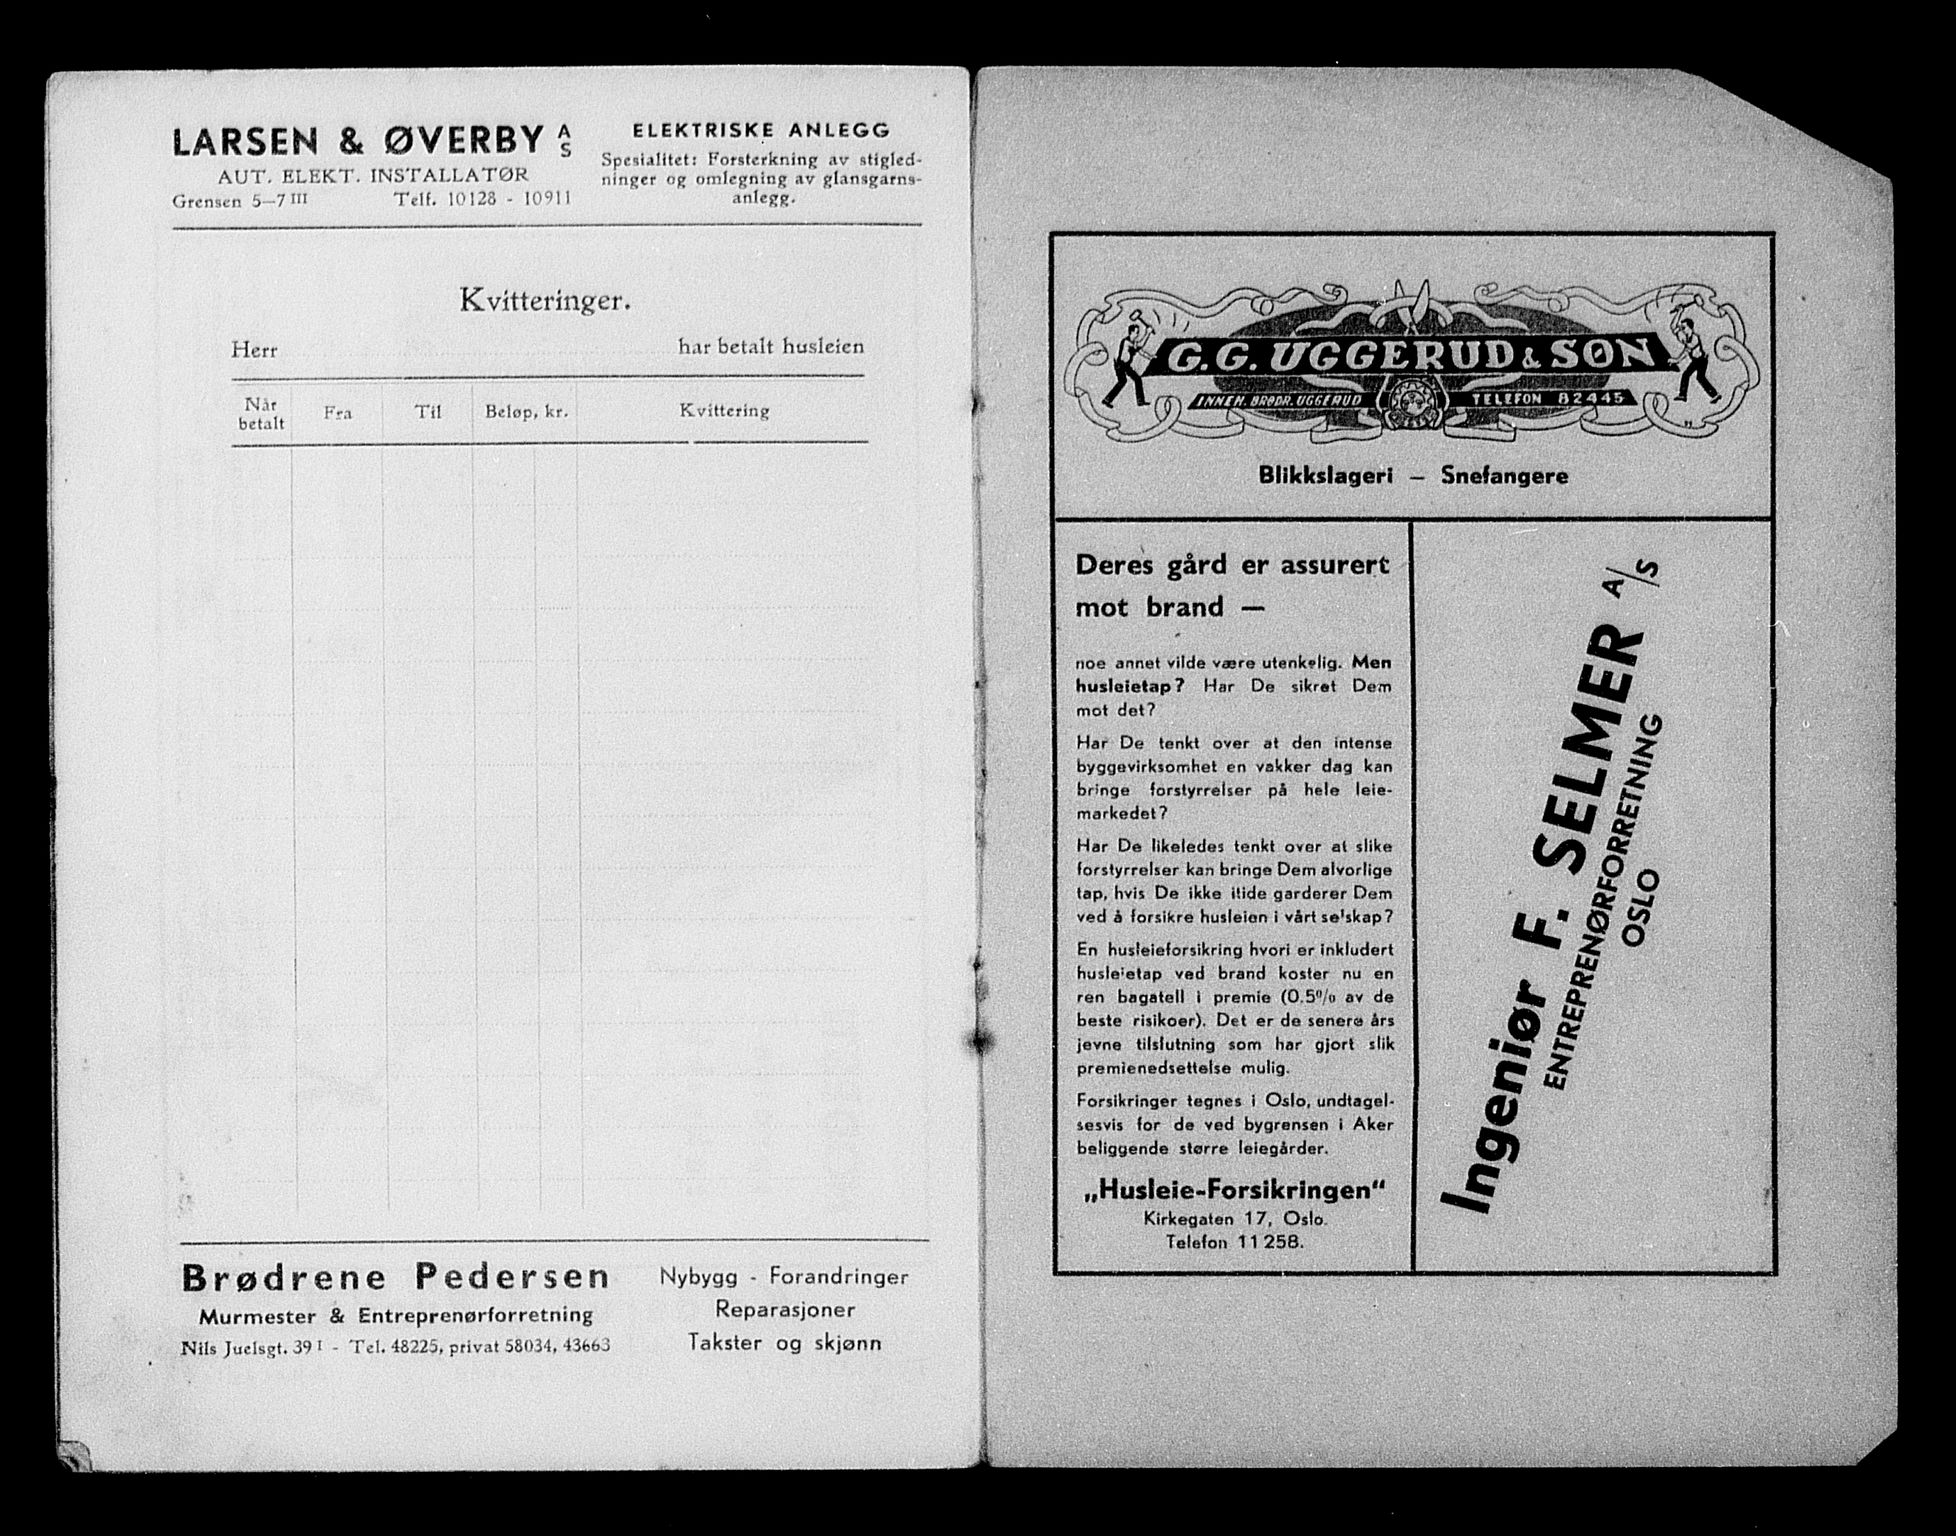 LARSEN & ØVERBY A/S
AUT. ELEKT. INSTALLATØR
Grensen 5–7 III Telf. 10128 - 10911
ELEKTRISKE ANLEGG
Spesialitet: Forsterkning av stigled-
ninger og omlegning av glansgarns-
anlegg.
Kvitteringer.
Herr har betalt husleien
Når betalt Fra Til Beløp, kr. Kvittering
Brødrene Pedersen
Murmester & Entreprenørforretning
Nils Juelsgt. 39 I - Tel. 48225, privat 58034, 43663
Nybygg - Forandringer
Reparasjoner
Takster og skjønn
G.G. UGGERUD & SØN
INNEH. BRØDR. UGGERUD TELEFON 82445
Blikkslageri – Snefangere
Deres gård er assurert
mot brand —
noe annet vilde være utenkelig. Men
husleietap? Har De sikret Dem
mot det?
Har De tenkt over at den intense
byggevirksomhet en vakker dag kan
bringe forstyrrelser på hele leie-
markedet?
Har De likeledes tenkt over at slike
forstyrrelser kan bringe Dem alvorlige
tap, hvis De ikke itide garderer Dem
ved å forsikre husleien i vårt selskap?
En husleieforsikring hvori er inkludert
husleietap ved brand koster nu en
ren bagatell i premie (0.5% av de
beste risikoer). Det er de senere års
jevne tilslutning som har gjort slik
premienedsettelse mulig.
Forsikringer tegnes i Oslo, undtagel-
sesvis for de ved bygrensen i Aker
beliggende større leiegårder.
„Husleie-Forsikringen“
Kirkegaten 17, Oslo.
Telefon 11258.
Ingeniør F. SELMER A/S
ENTREPRENØRFORRETNING
OSLO